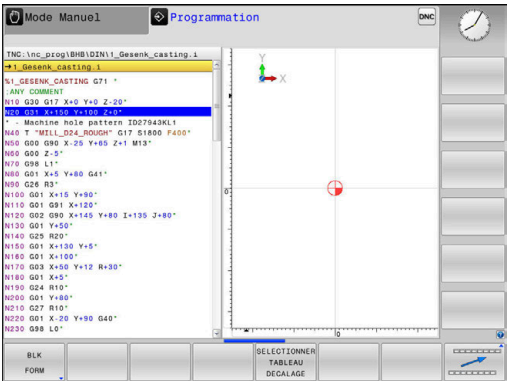 Mode Manuel
Programmation
DNC
TNC:\nc_prog\BHB\DIN\1_Gesenk_casting.i
→1_Gesenk_casting.i
%1_GESENK_CASTING G71 *
;ANY COMMENT
N10 G30 G17 X+0 Y+0 Z-20*
N20 G31 X+150 Y+100 Z+0*
* - Machine hole pattern ID27943KL1
N40 T "MILL_D24_ROUGH" G17 S1800 F400*
N50 G00 G90 X-25 Y+65 Z+1 M13*
N60 G00 Z-5*
N70 G98 L1*
N80 G01 X+5 Y+80 G41*
N90 G26 R3*
N100 G01 X+15 Y+90*
N110 G01 G91 X+120*
N120 G02 G90 X+145 Y+80 I+135 J+80*
N130 G01 Y+50*
N140 G25 R20*
N150 G01 X+130 Y+5*
N160 G01 X+100*
N170 G03 X+50 Y+12 R+30*
N180 G01 X+5*
N190 G24 R10*
N200 G01 Y+80*
N210 G27 R10*
N220 G01 X-20 Y+90 G40*
N230 G98 L0*
Y
X
0
0
BLK
FORM
SELECTIONNER
TABLEAU
DECALAGE